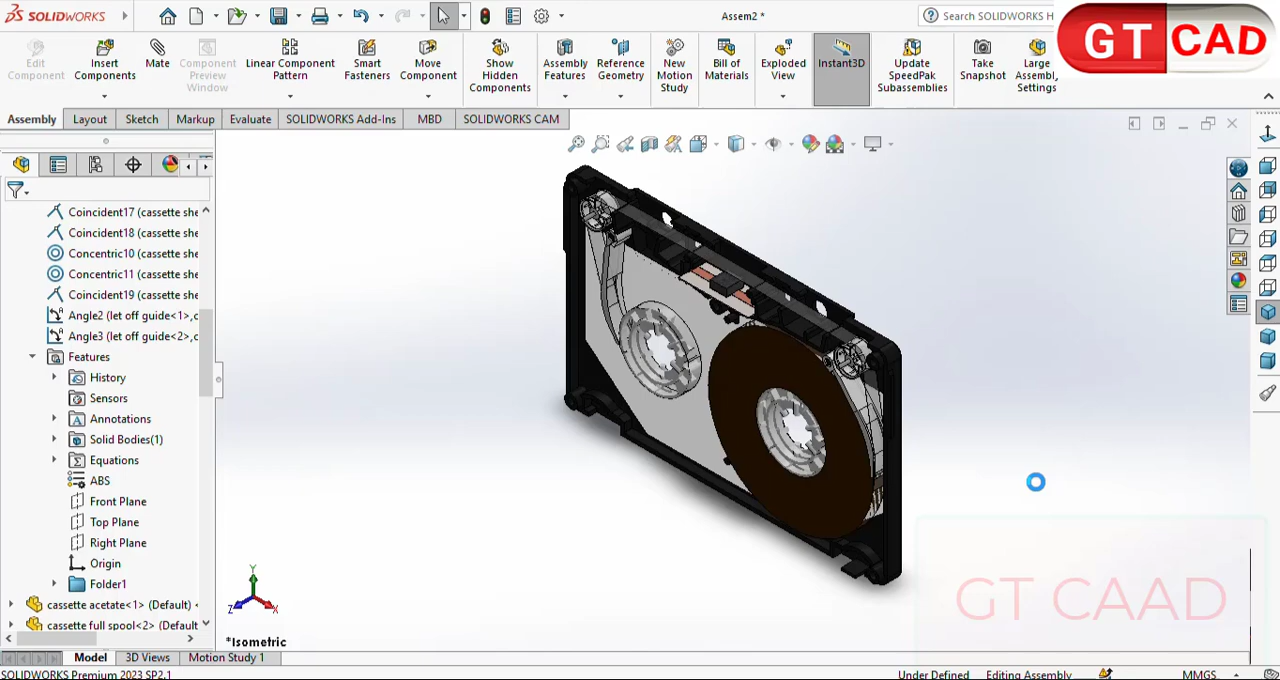 SOLIDWORKS
Assem2 *
Search SOLIDWORKS H
GT CAD
Edit Component
Insert Components
Mate
Component Preview Window
Linear Component Pattern
Smart Fasteners
Move Component
Show Hidden Components
Assembly Features
Reference Geometry
New Motion Study
Bill of Materials
Exploded View
Instant3D
Update SpeedPak Subassemblies
Take Snapshot
Large Assembly Settings
Assembly Layout Sketch Markup Evaluate SOLIDWORKS Add-Ins MBD SOLIDWORKS CAM
Coincident17 (cassette she
Coincident18 (cassette she
Concentric10 (cassette she
Concentric11 (cassette she
Coincident19 (cassette she
Angle2 (let off guide<1>,c
Angle3 (let off guide<2>,c
Features
History
Sensors
Annotations
Solid Bodies(1)
Equations
ABS
Front Plane
Top Plane
Right Plane
Origin
Folder1
cassette acetate<1> (Default) <
cassette full spool<2> (Default
Y
Z
X
*Isometric
GT CAAD
Model 3D Views Motion Study 1
SOLIDWORKS Premium 2023 SP2.1
Under Defined Editing Assembly MMGS